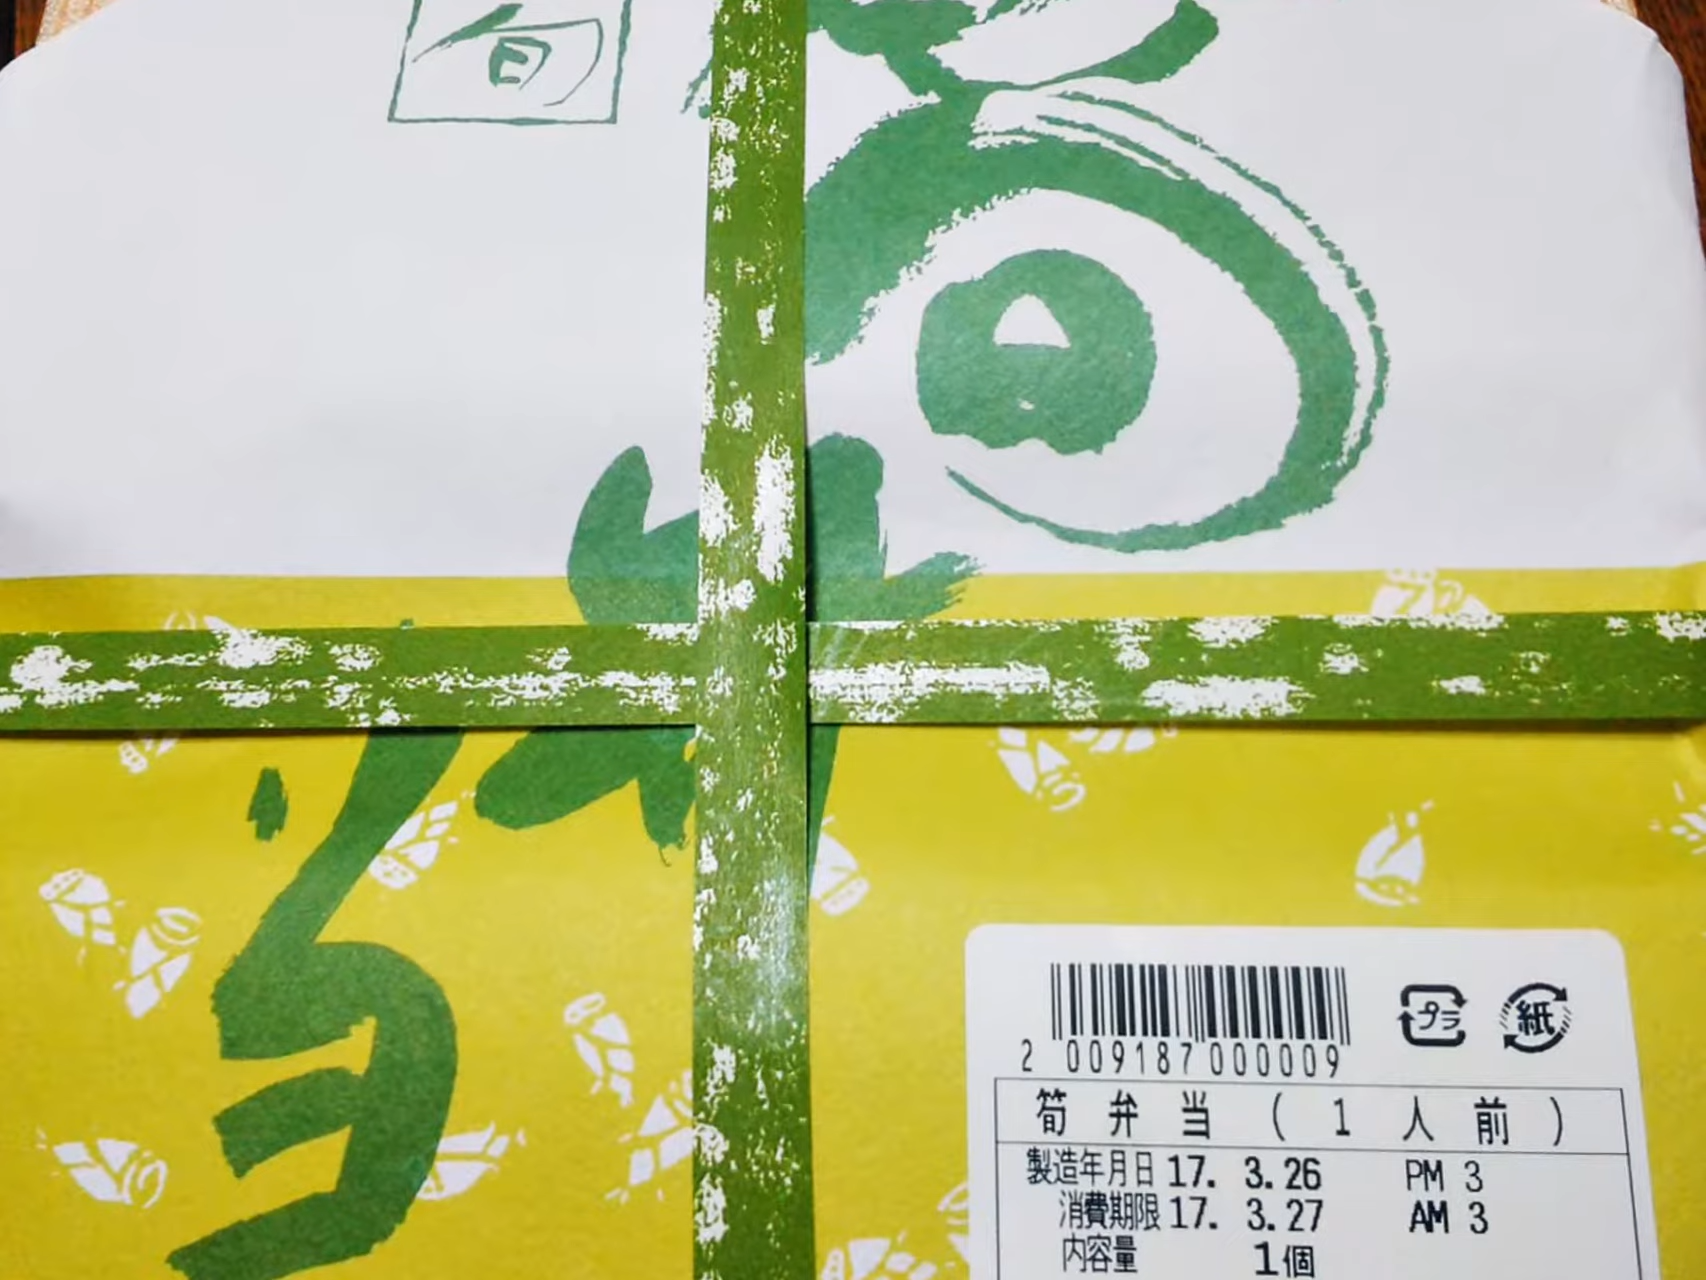 旬
筍
弁
当
プラ
紙
2 009187 000009
筍弁当(1人前)
製造年月日 17. 3.26 PM 3
消費期限 17. 3.27 AM 3
内容量 1個